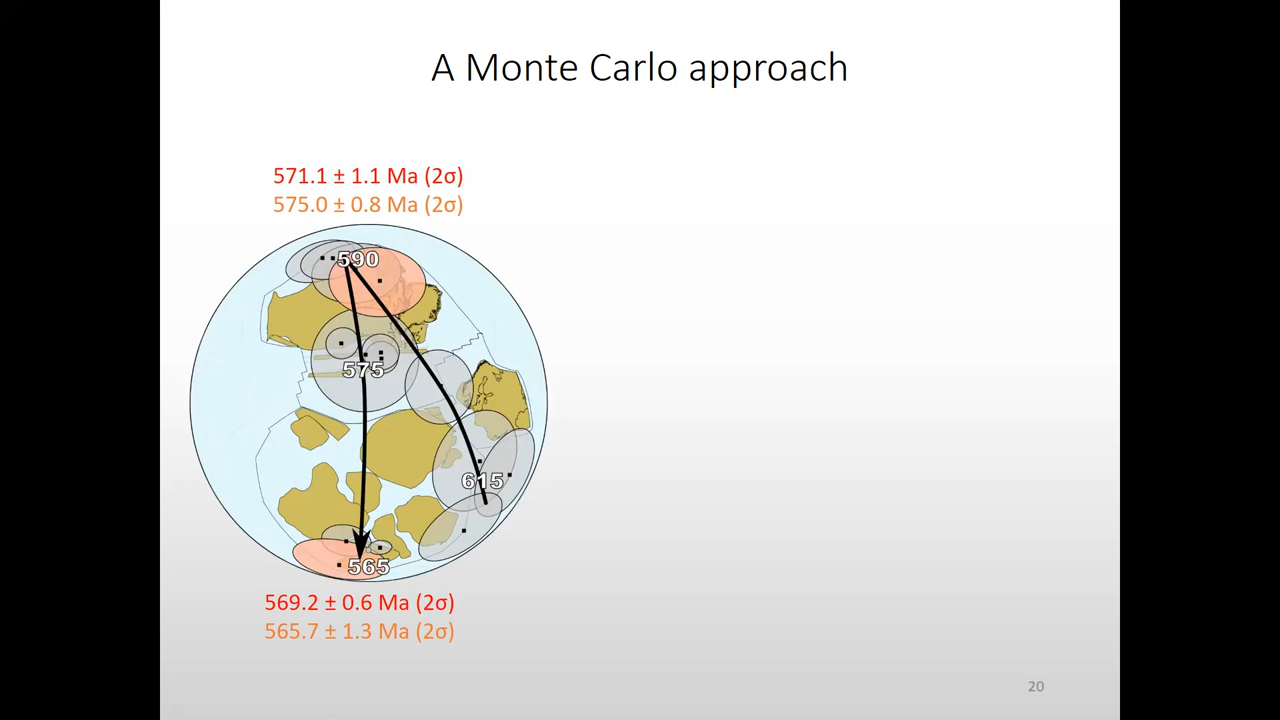 A Monte Carlo approach
571.1 ± 1.1 Ma (2σ)
575.0 ± 0.8 Ma (2σ)
590
575
615
565
569.2 ± 0.6 Ma (2σ)
565.7 ± 1.3 Ma (2σ)
20